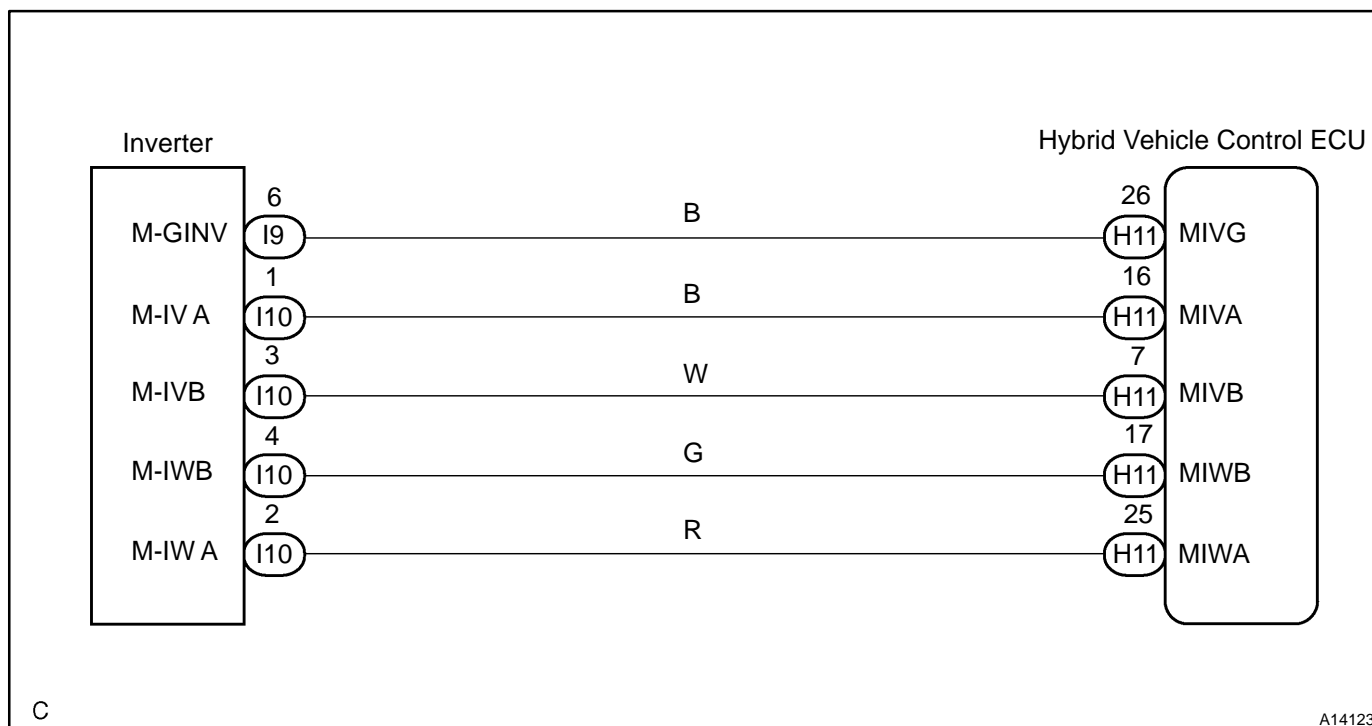 Inverter Hybrid Vehicle Control ECU
6 B 26
M-GINV I9 H11 MIVG
1 B 16
M-IV A I10 H11 MIVA
3 W 7
M-IVB I10 H11 MIVB
4 G 17
M-IWB I10 H11 MIWB
2 R 25
M-IW A I10 H11 MIWA
C A14123